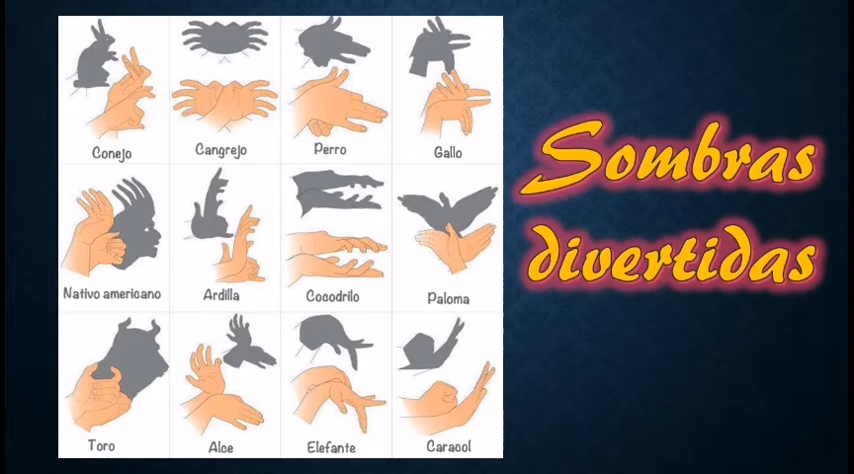 Conejo
Cangrejo
Perro
Gallo
Nativo americano
Ardilla
Cocodrilo
Paloma
Toro
Alce
Elefante
Caracol
Sombras
divertidas